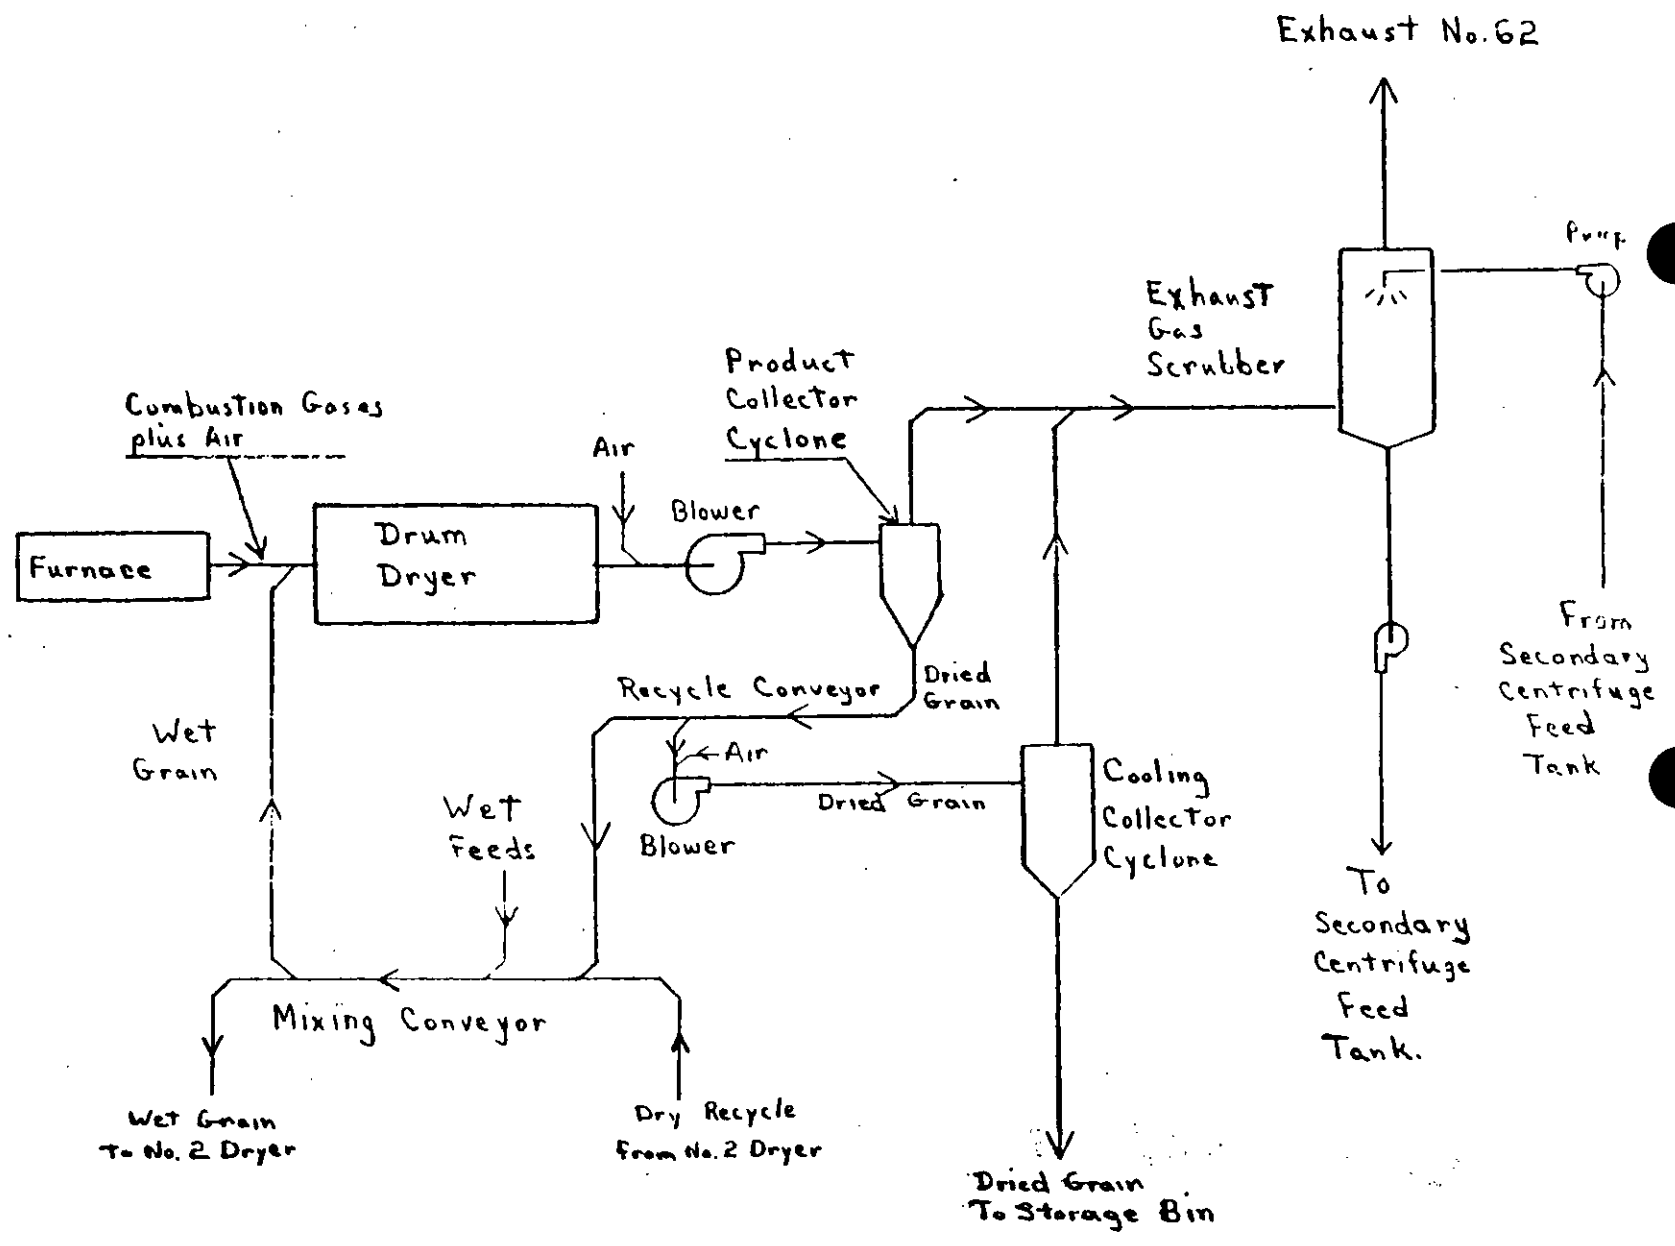 Exhaust No.62
Pump
Exhaust
Gas
Scrubber
Product
Collector
Cyclone
Combustion Gases
plus Air
Air
Blower
Furnace
Drum
Dryer
From
Secondary
Centrifuge
Feed
Tank
Dried
Grain
Recycle Conveyor
Wet
Grain
Air
Cooling
Collector
Cyclone
Dried Grain
Wet
Feeds
Blower
To
Secondary
Centrifuge
Feed
Tank.
Mixing Conveyor
Wet Grain
To No. 2 Dryer
Dry Recycle
from No. 2 Dryer
Dried Grain
To Storage Bin